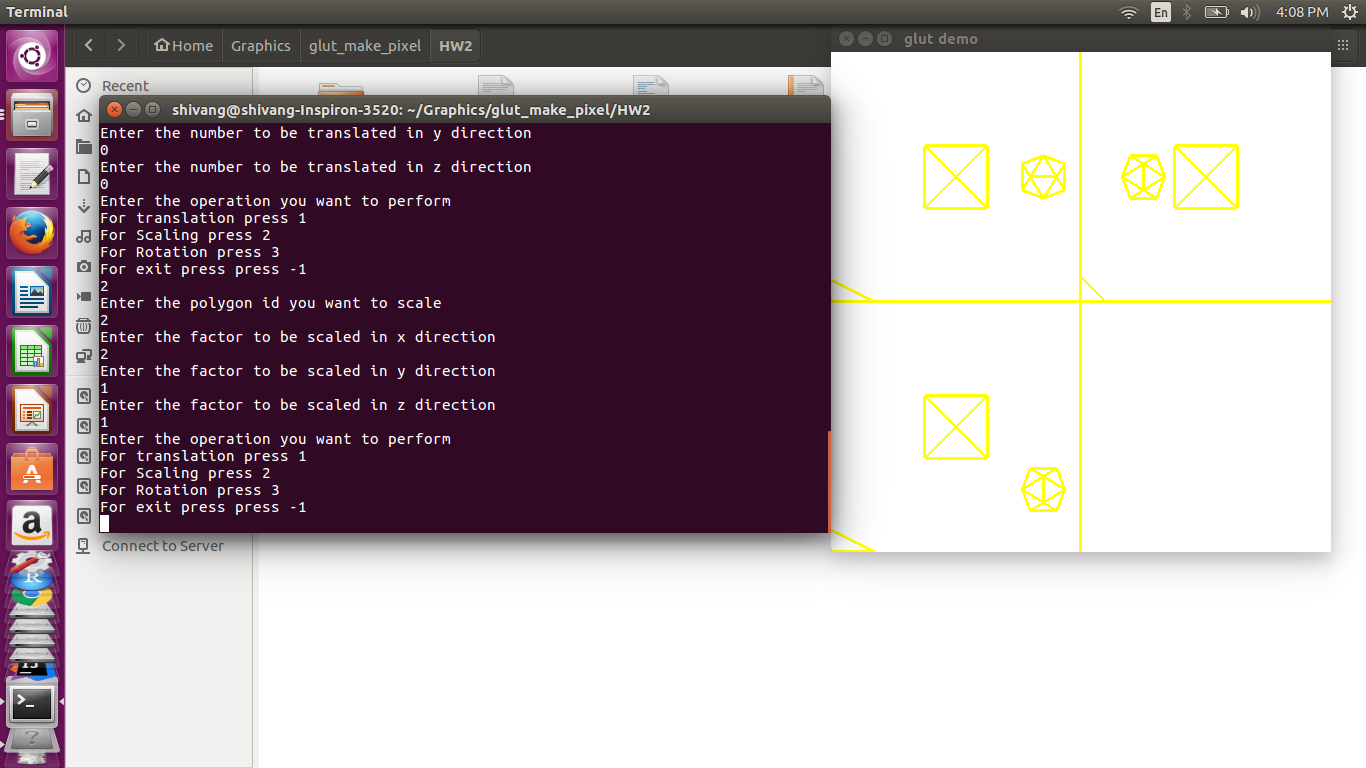 Terminal
En
4:08 PM
Home
Graphics
glut_make_pixel
HW2
glut demo
Recent
shivang@shivang-Inspiron-3520: ~/Graphics/glut_make_pixel/HW2
Enter the number to be translated in y direction
0
Enter the number to be translated in z direction
0
Enter the operation you want to perform
For translation press 1
For Scaling press 2
For Rotation press 3
For exit press press -1
2
Enter the polygon id you want to scale
2
Enter the factor to be scaled in x direction
2
Enter the factor to be scaled in y direction
1
Enter the factor to be scaled in z direction
1
Enter the operation you want to perform
For translation press 1
For Scaling press 2
For Rotation press 3
For exit press press -1
Connect to Server